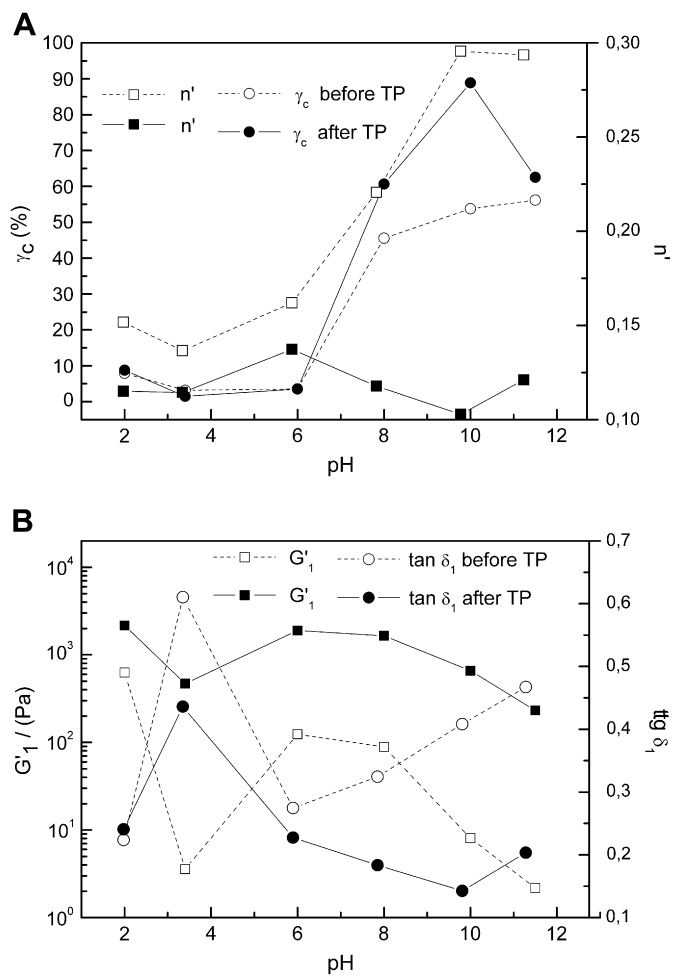 A
100
90
80
70
60
50
40
30
20
10
0
γc (%)
0,30
0,25
0,20
0,15
0,10
n'
n' γc before TP
n' γc after TP
2 4 6 8 10 12
pH
B
10⁴
10³
10² 
10¹
10⁰
G'1 / (Pa)
0,7
0,6
0,5
0,4
0,3
0,2
0,1
ttg δ1
G'1 tan δ1 before TP
G'1 tan δ1 after TP
2 4 6 8 10 12
pH